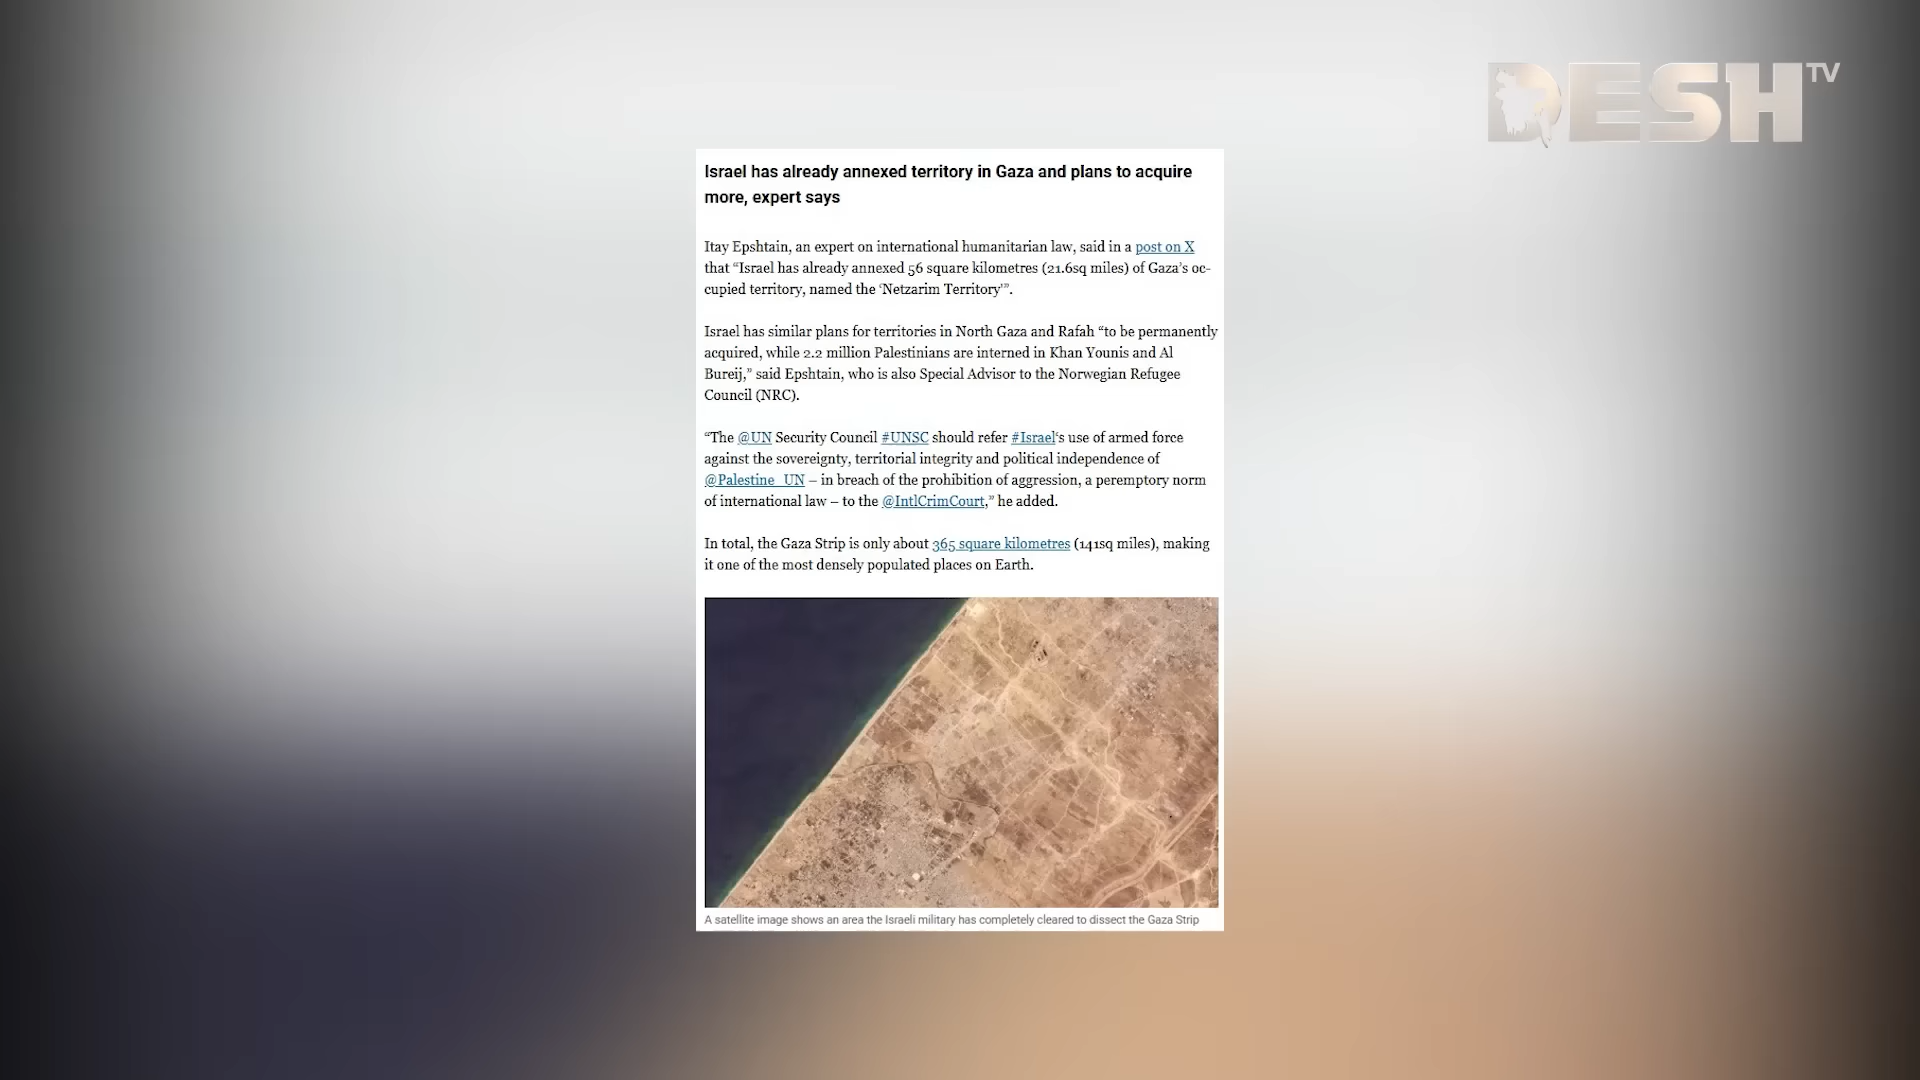 DESH TV
Israel has already annexed territory in Gaza and plans to acquire
more, expert says
Itay Epshtain, an expert on international humanitarian law, said in a post on X
that “Israel has already annexed 56 square kilometres (21.6sq miles) of Gaza’s oc-
cupied territory, named the ‘Netzarim Territory’”.
Israel has similar plans for territories in North Gaza and Rafah “to be permanently
acquired, while 2.2 million Palestinians are interned in Khan Younis and Al
Bureij,” said Epshtain, who is also Special Advisor to the Norwegian Refugee
Council (NRC).
“The @UN Security Council #UNSC should refer #Israel‘s use of armed force
against the sovereignty, territorial integrity and political independence of
@Palestine_UN – in breach of the prohibition of aggression, a peremptory norm
of international law – to the @IntlCrimCourt,” he added.
In total, the Gaza Strip is only about 365 square kilometres (141sq miles), making
it one of the most densely populated places on Earth.
A satellite image shows an area the Israeli military has completely cleared to dissect the Gaza Strip